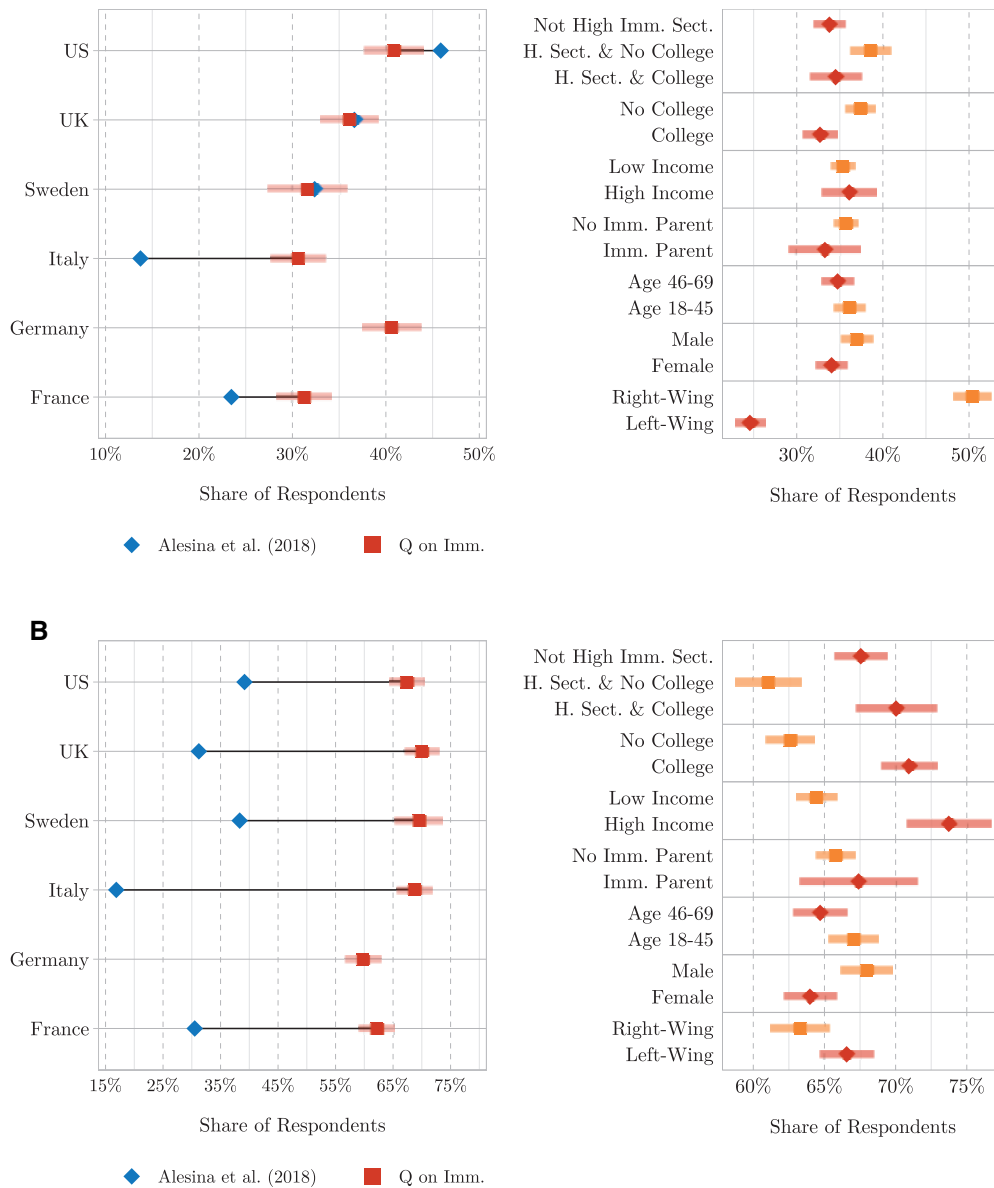 US
UK
Sweden
Italy
Germany
France
10% 20% 30% 40% 50%
Share of Respondents
Alesina et al. (2018) Q on Imm.
Not High Imm. Sect.
H. Sect. & No College
H. Sect. & College
No College
College
Low Income
High Income
No Imm. Parent
Imm. Parent
Age 46-69
Age 18-45
Male
Female
Right-Wing
Left-Wing
30% 40% 50%
Share of Respondents
B
US
UK
Sweden
Italy
Germany
France
15% 25% 35% 45% 55% 65% 75%
Share of Respondents
Alesina et al. (2018) Q on Imm.
Not High Imm. Sect.
H. Sect. & No College
H. Sect. & College
No College
College
Low Income
High Income
No Imm. Parent
Imm. Parent
Age 46-69
Age 18-45
Male
Female
Right-Wing
Left-Wing
60% 65% 70% 75%
Share of Respondents